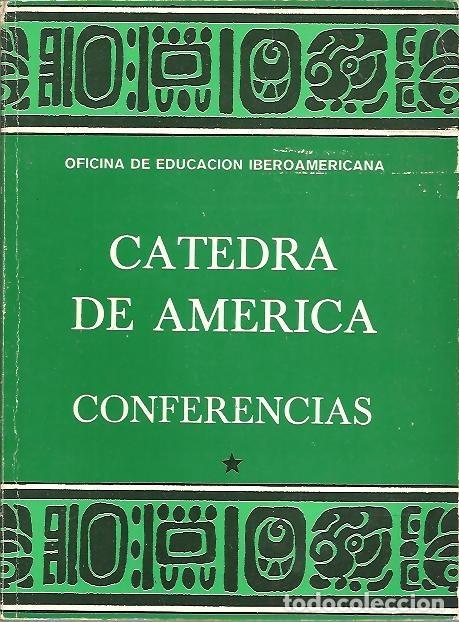 OFICINA DE EDUCACION IBEROAMERICANA
CATEDRA
DE AMERICA
CONFERENCIAS
todocoleccion